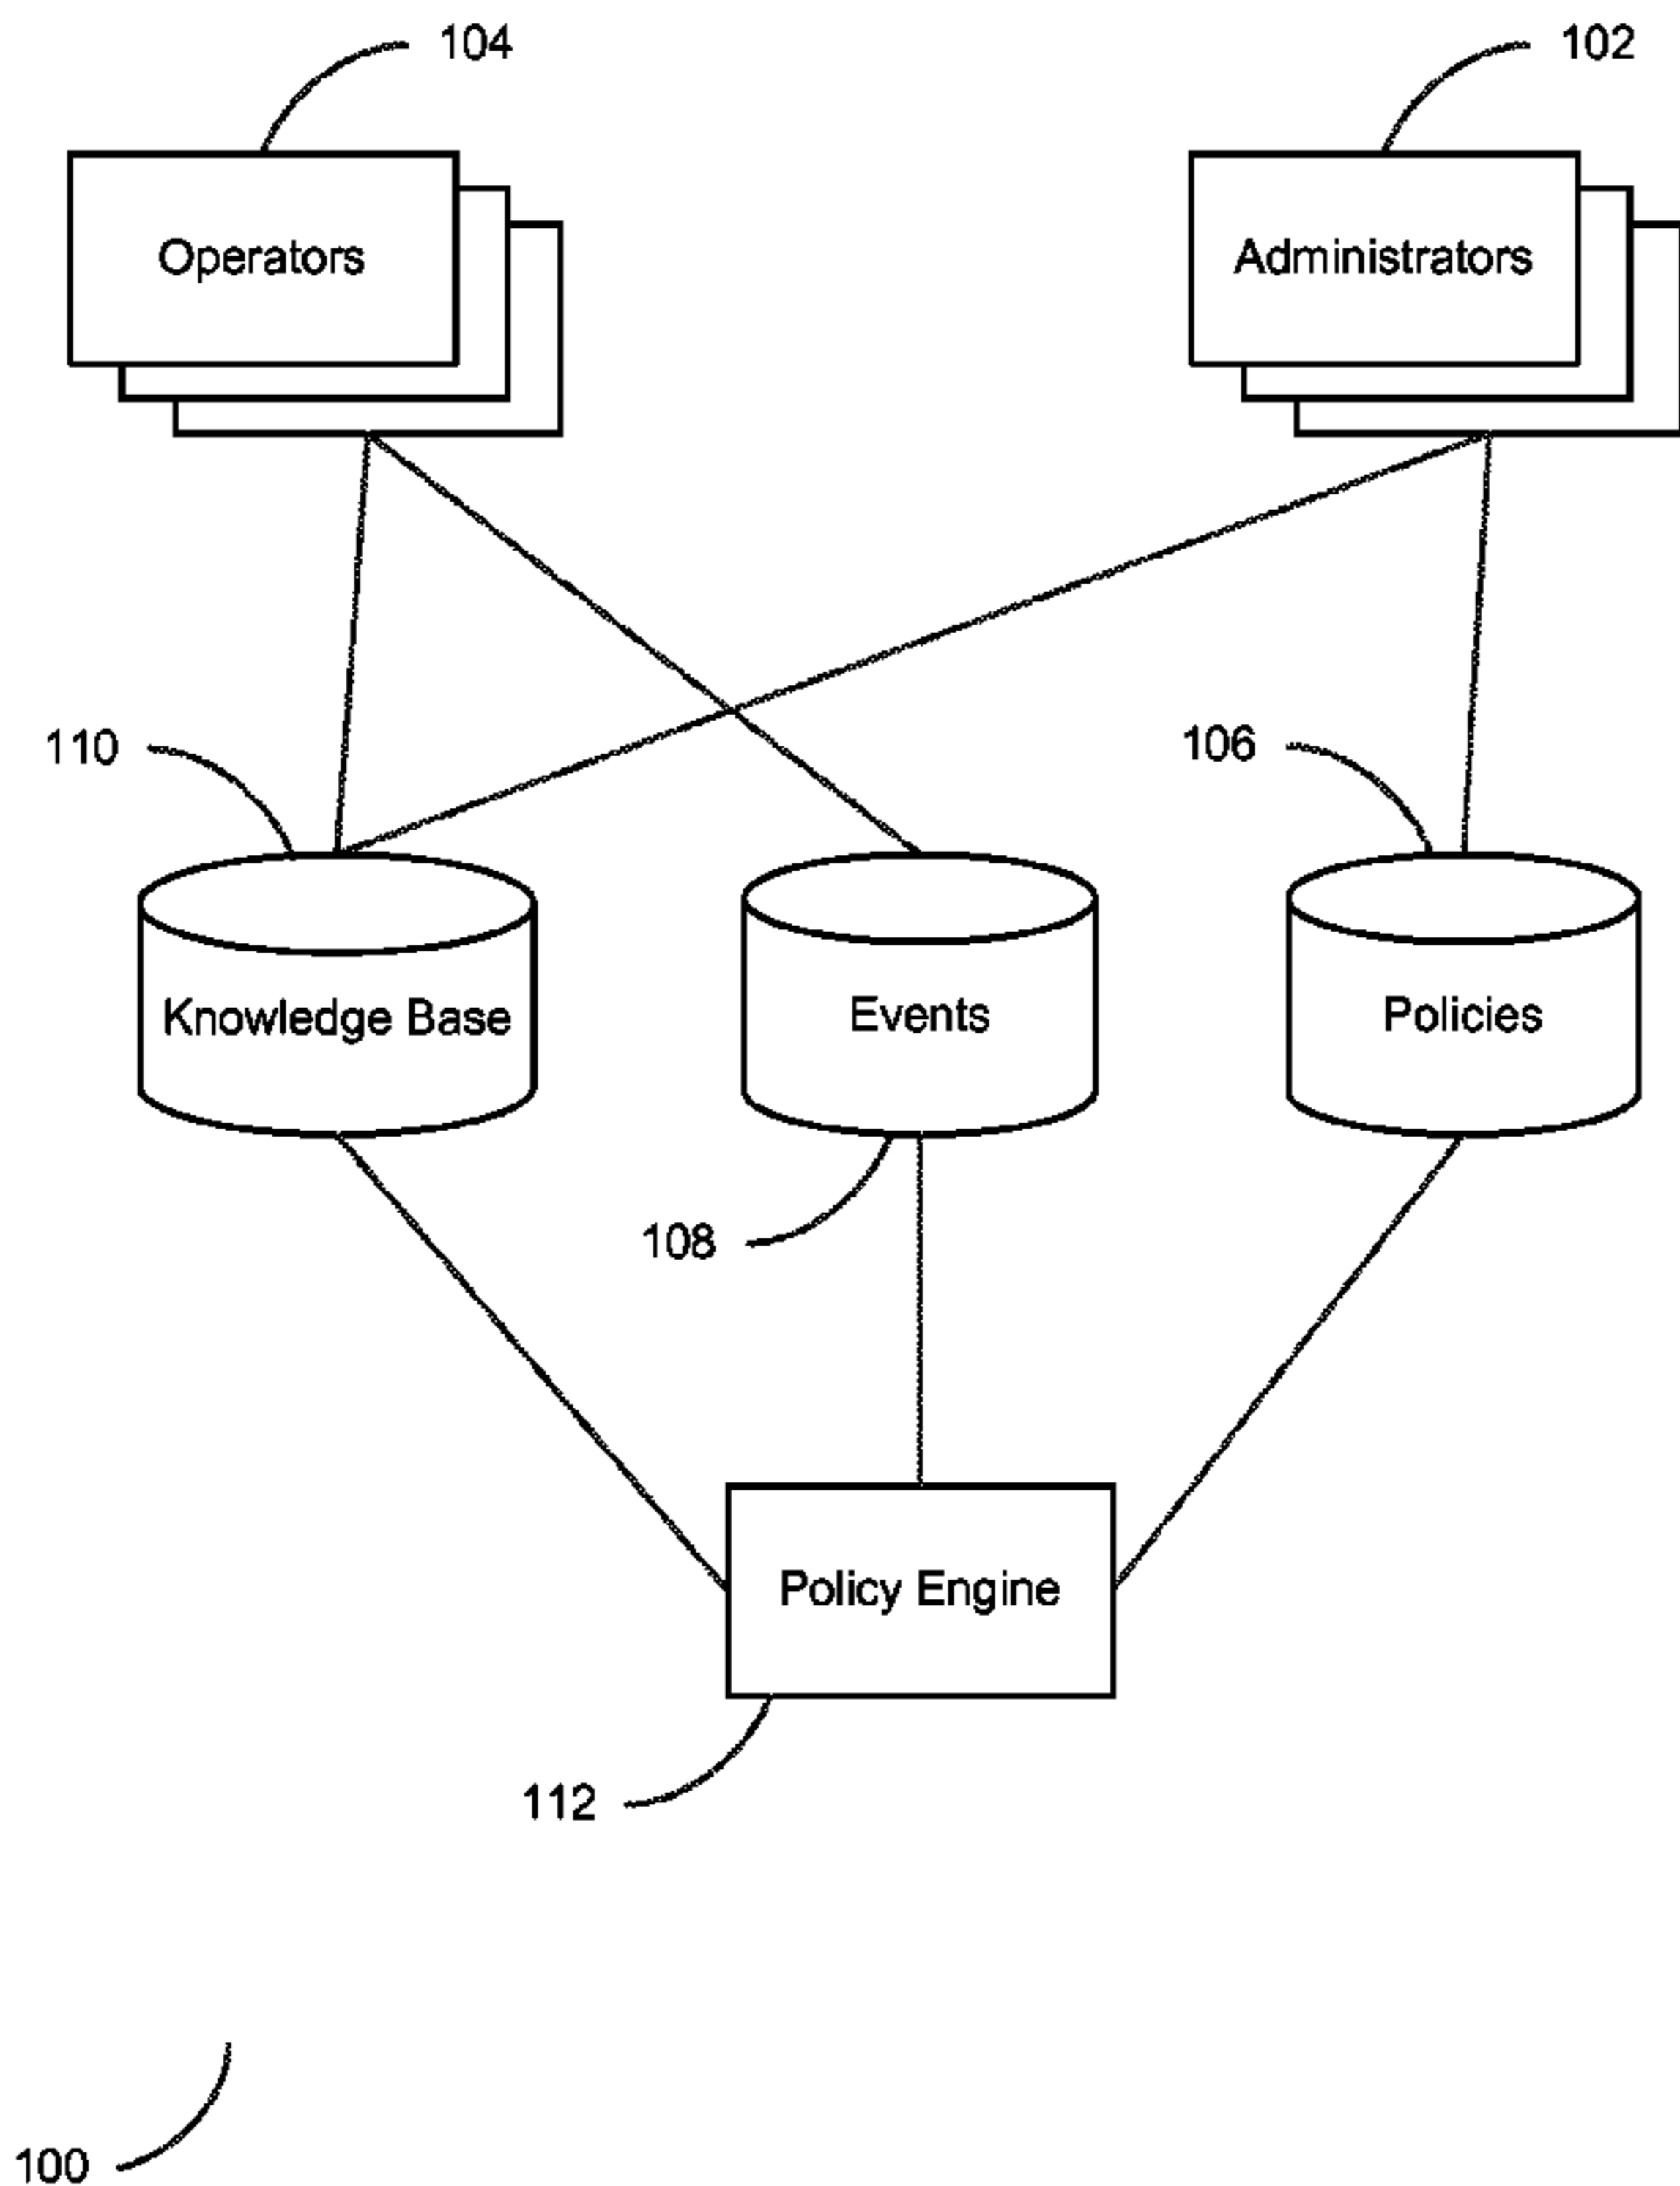 104
102
Operators
Administrators
110
106
Knowledge Base
Events
Policies
108
Policy Engine
112
100